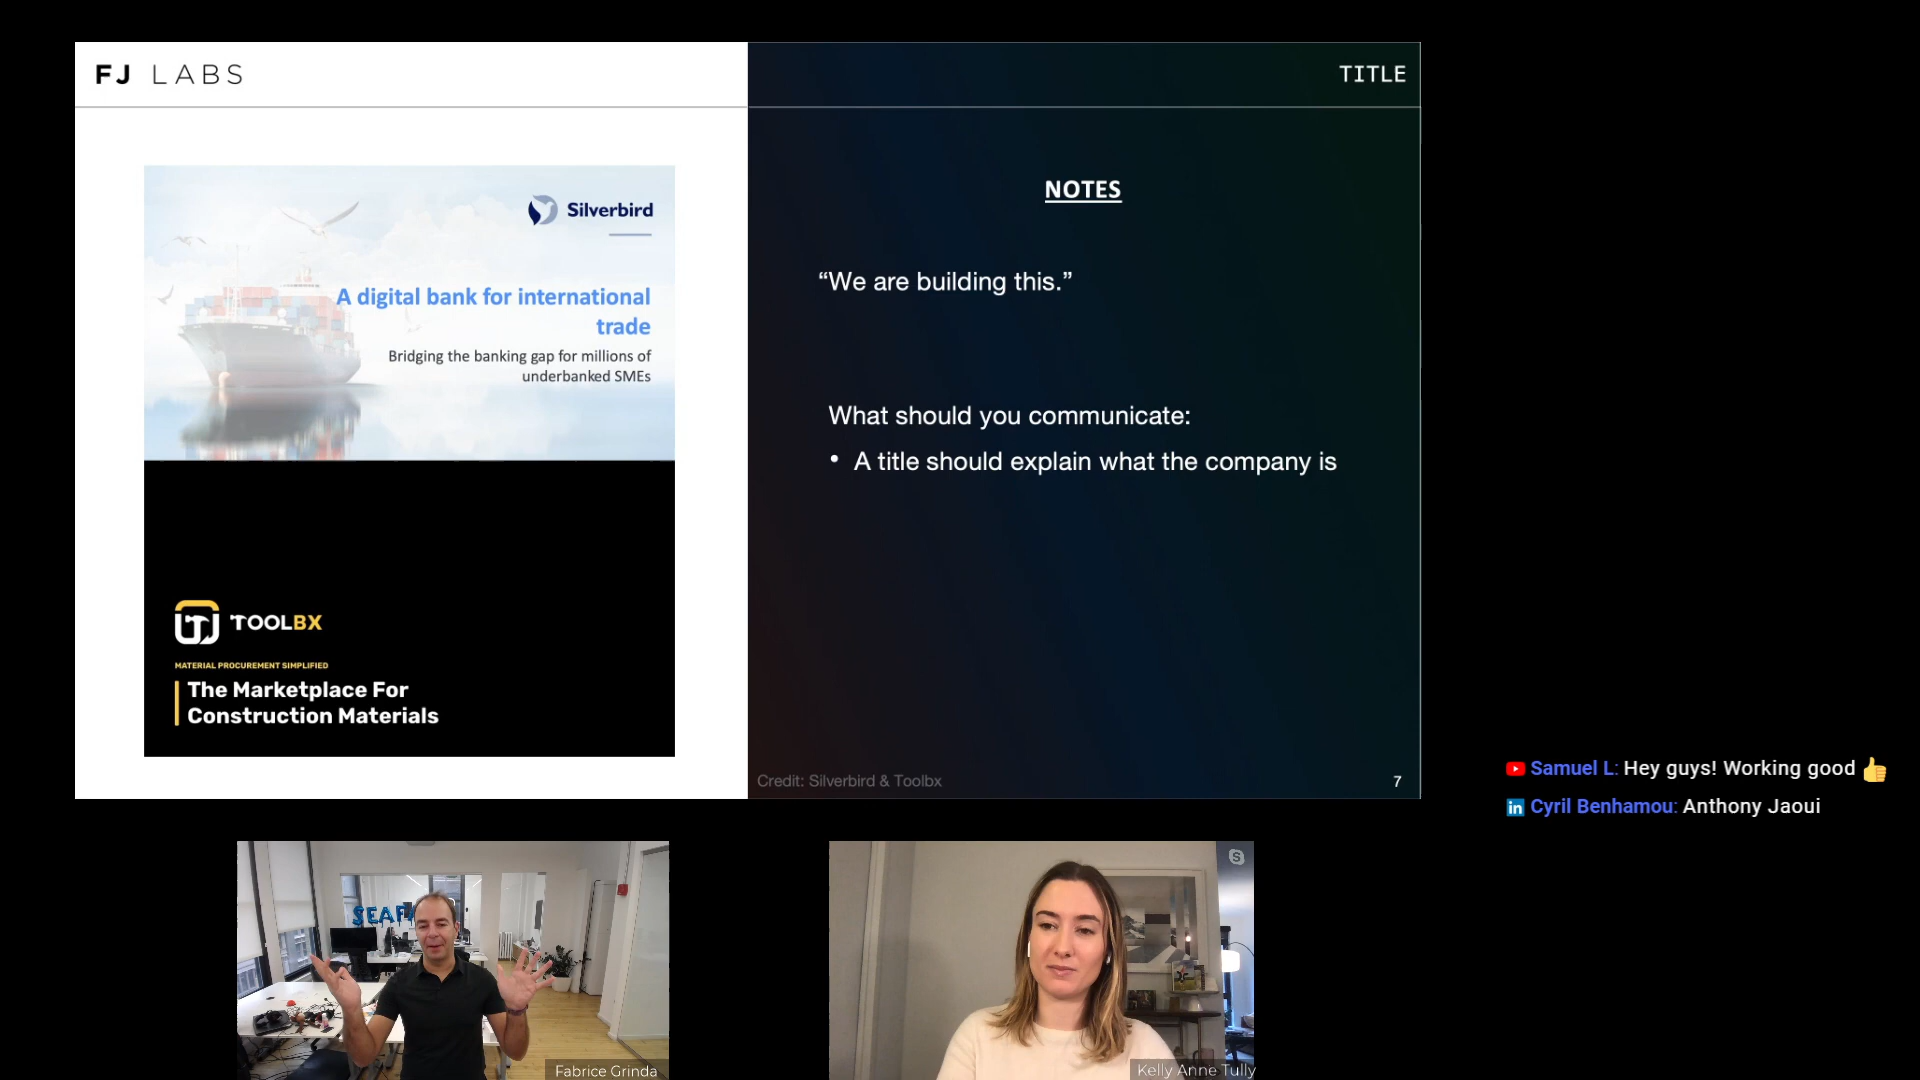 FJ LABS
TITLE
Silverbird
A digital bank for international
trade
Bridging the banking gap for millions of
underbanked SMEs
TOOLBX
MATERIAL PROCUREMENT SIMPLIFIED
The Marketplace For
Construction Materials
NOTES
“We are building this.”
What should you communicate:
• A title should explain what the company is
Credit: Silverbird & Toolbx
7
Samuel L: Hey guys! Working good 👍
in Cyril Benhamou: Anthony Jaoui
S
Fabrice Grinda
Kelly Anne Tully